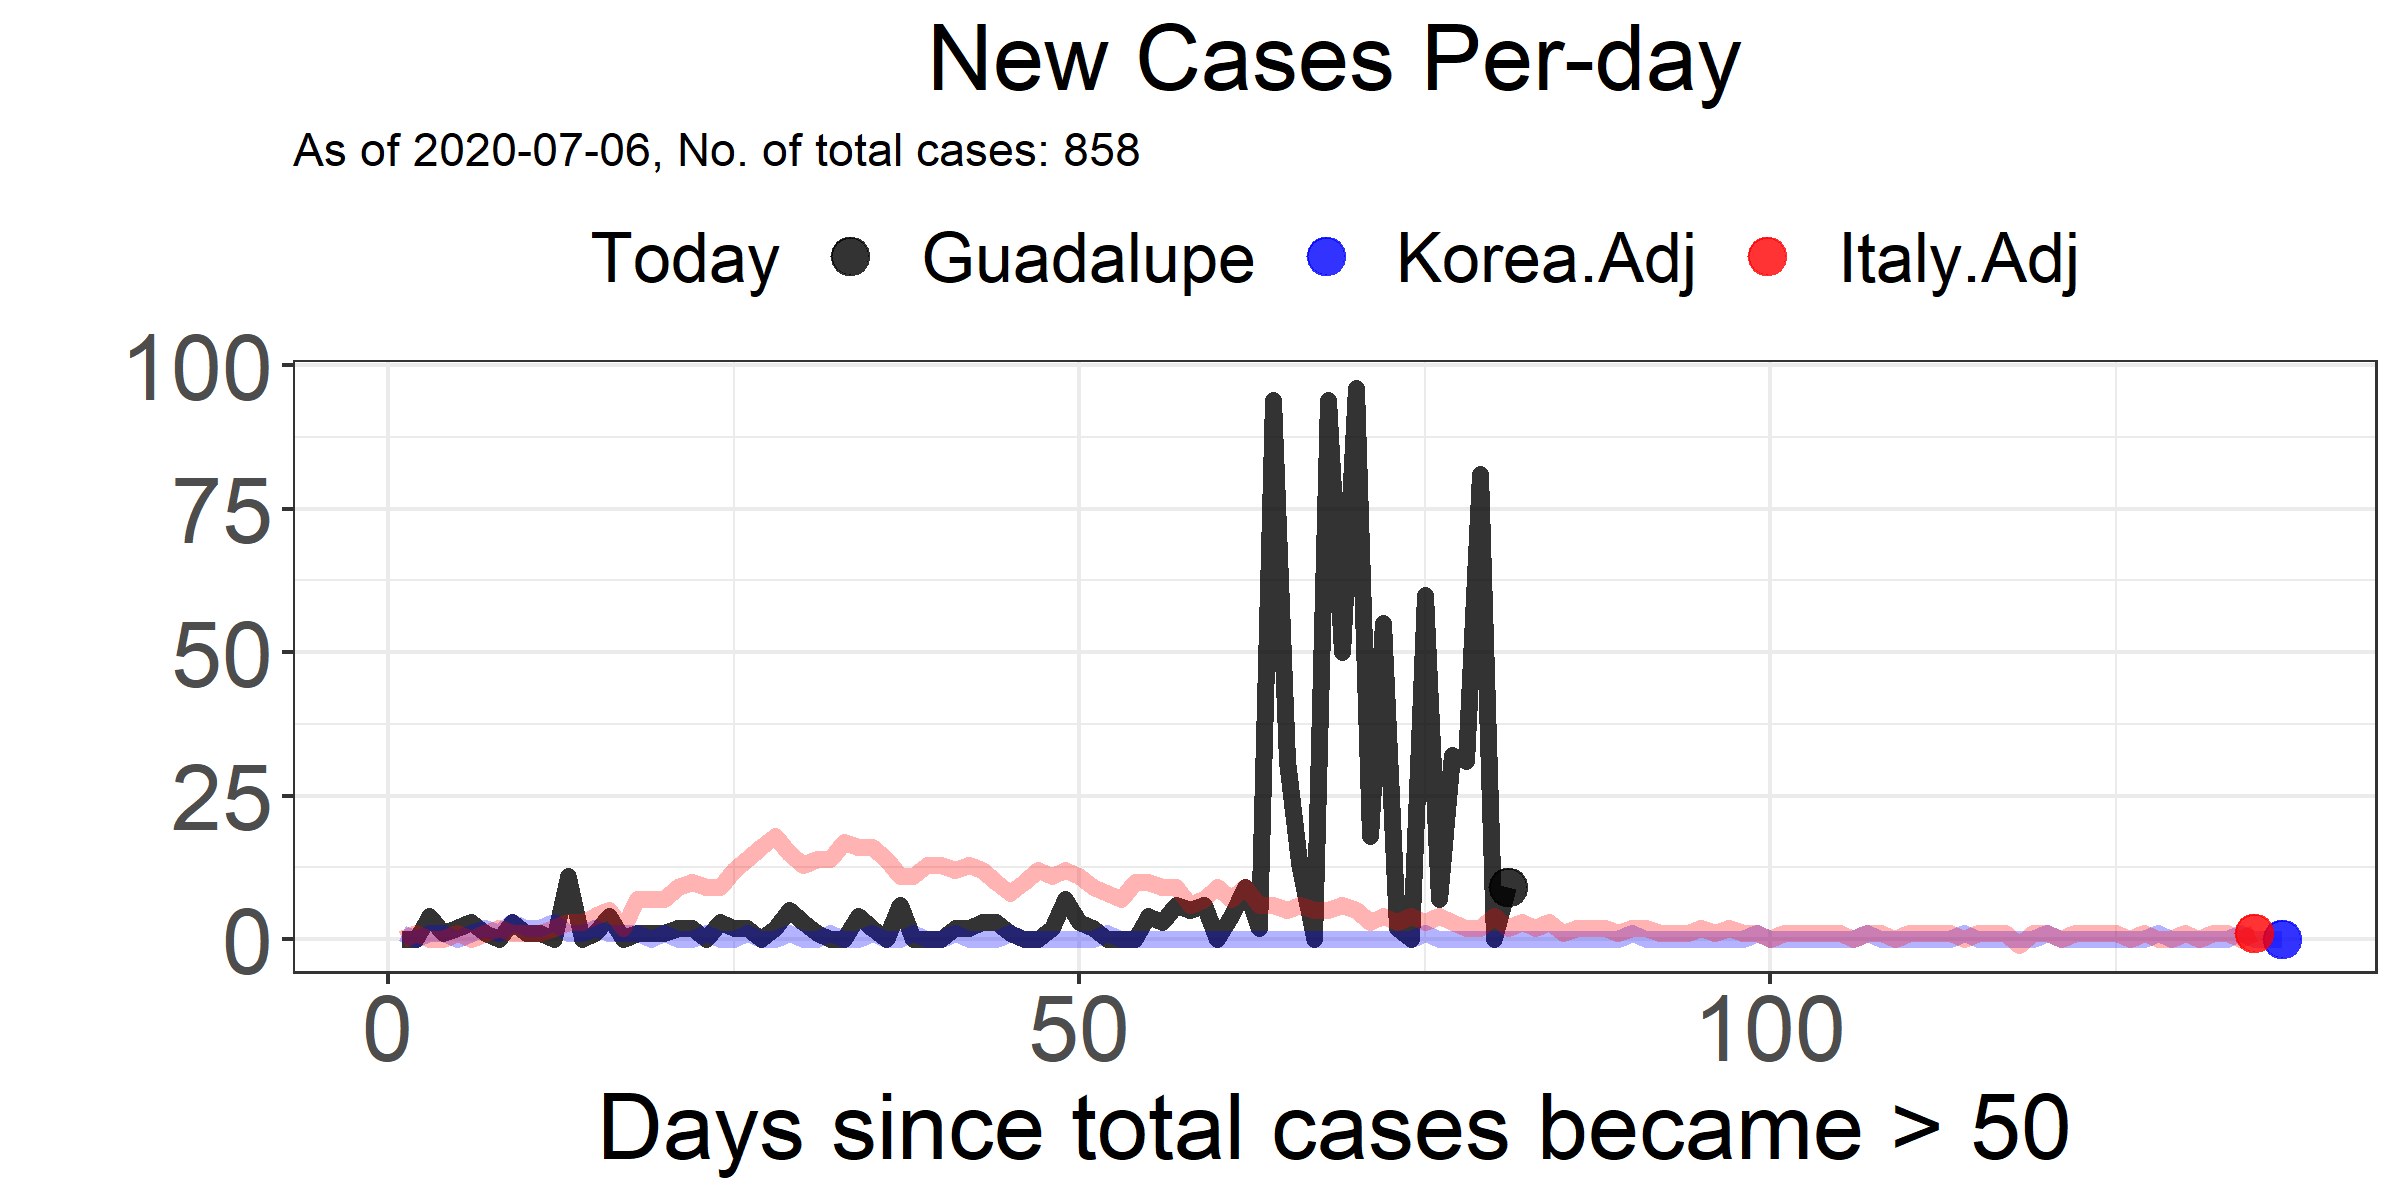 New Cases Per-day
As of 2020-07-06, No. of total cases: 858
Today Guadalupe Korea.Adj Italy.Adj
100
75
50
25
0
0 50 100
Days since total cases became > 50